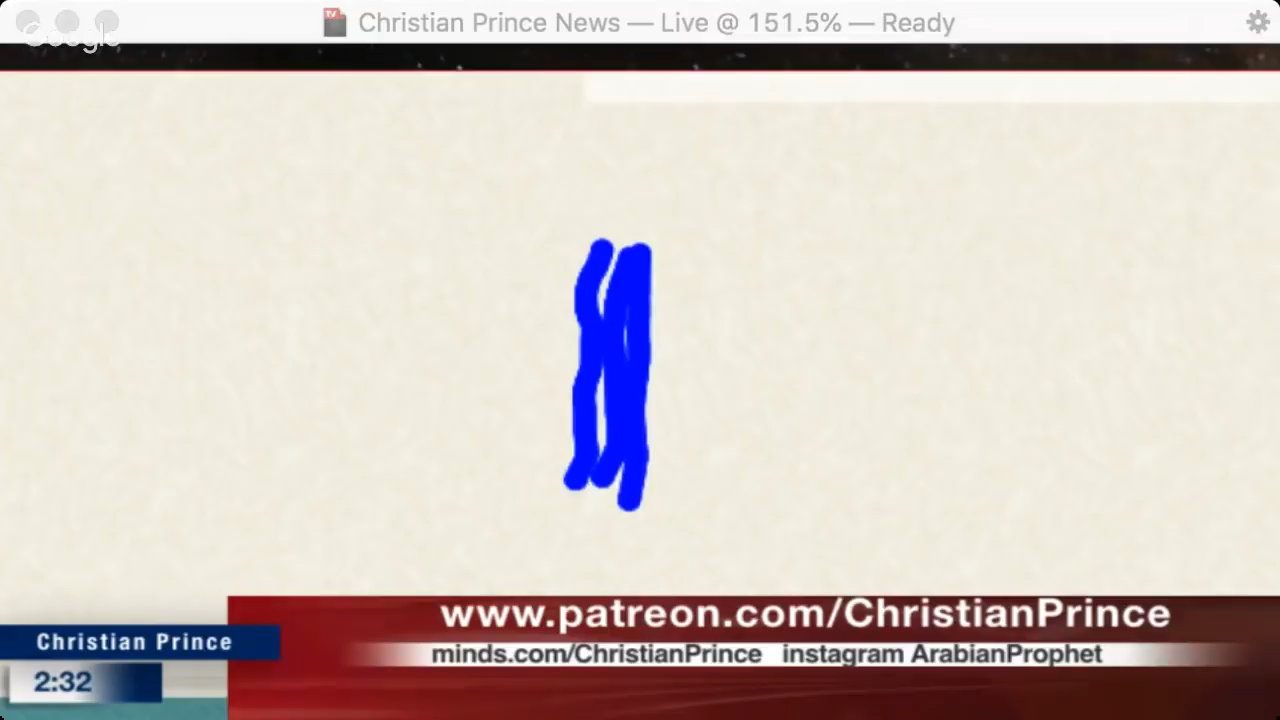 Christian Prince News — Live @ 151.5% — Ready
Google
www.patreon.com/ChristianPrince
Christian Prince
minds.com/ChristianPrince instagram ArabianProphet
2:32